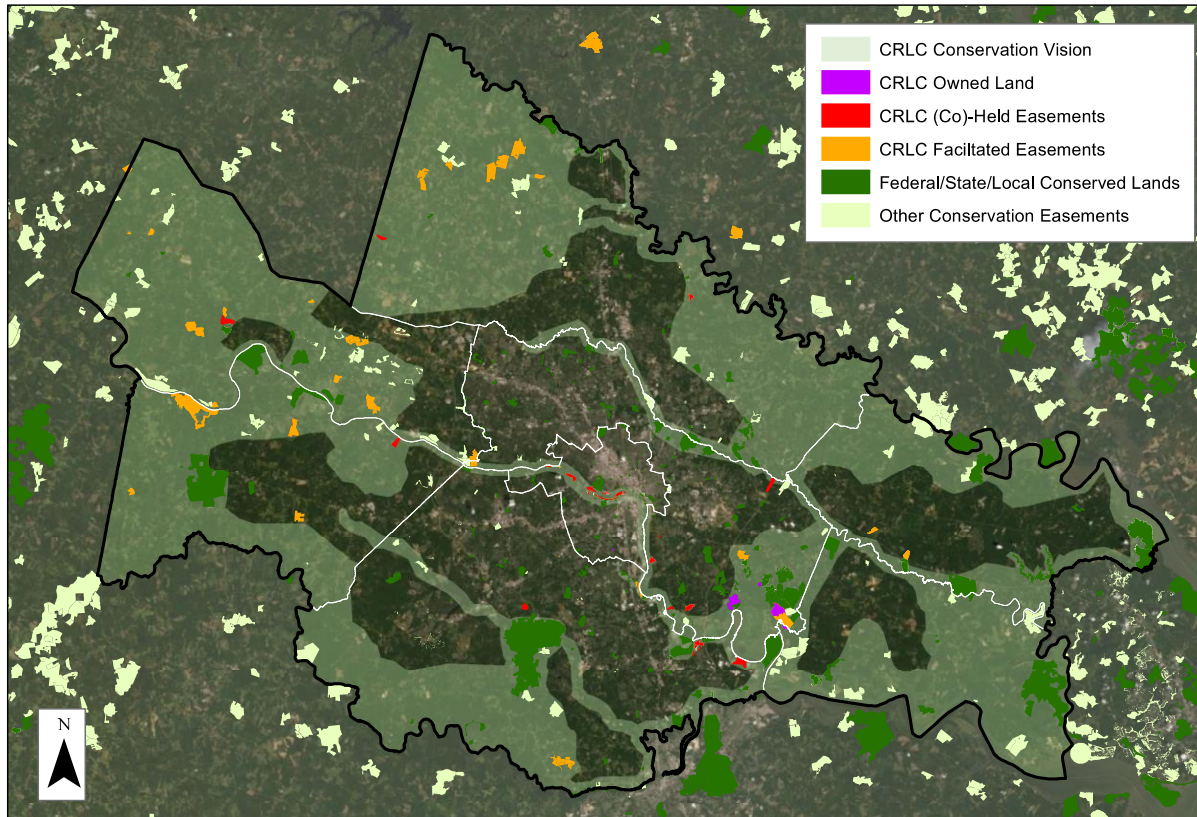 CRLC Conservation Vision
CRLC Owned Land
CRLC (Co)-Held Easements
CRLC Faciltated Easements
Federal/State/Local Conserved Lands
Other Conservation Easements
N